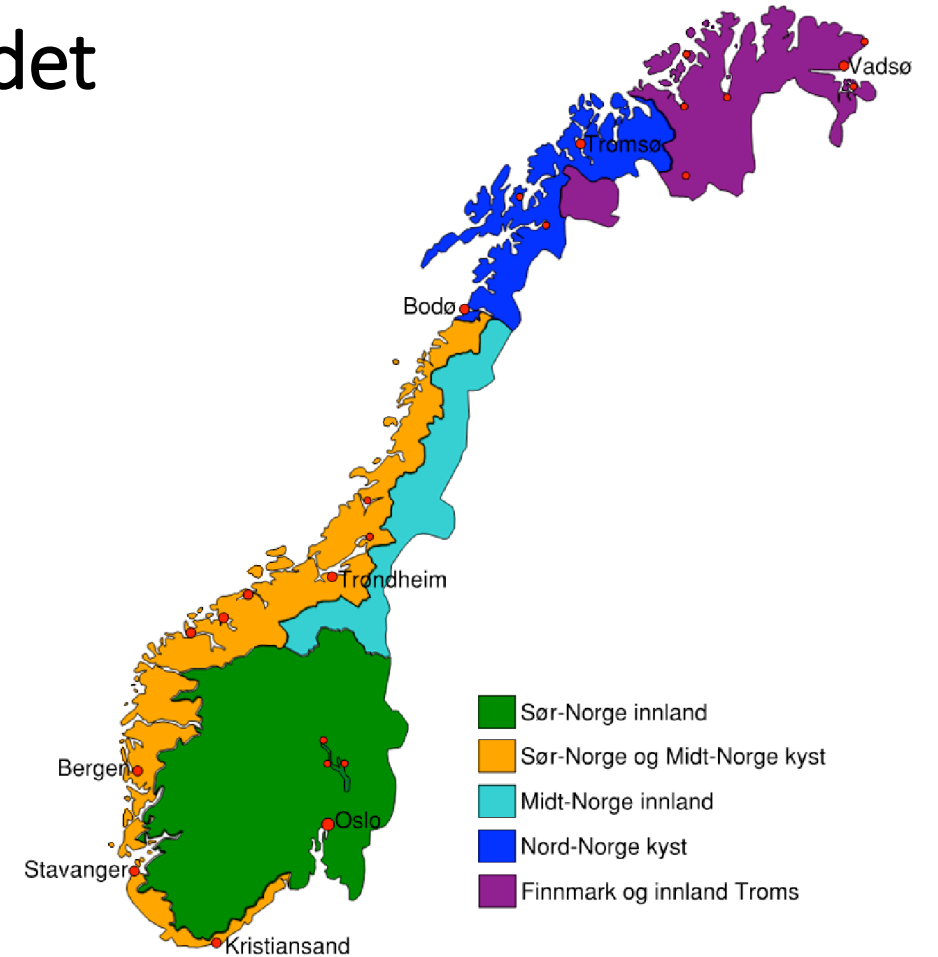 det
Vadsø
Tromsø
Bodø
Trondheim
Bergen
Oslo
Stavanger
Kristiansand
Sør-Norge innland
Sør-Norge og Midt-Norge kyst
Midt-Norge innland
Nord-Norge kyst
Finnmark og innland Troms